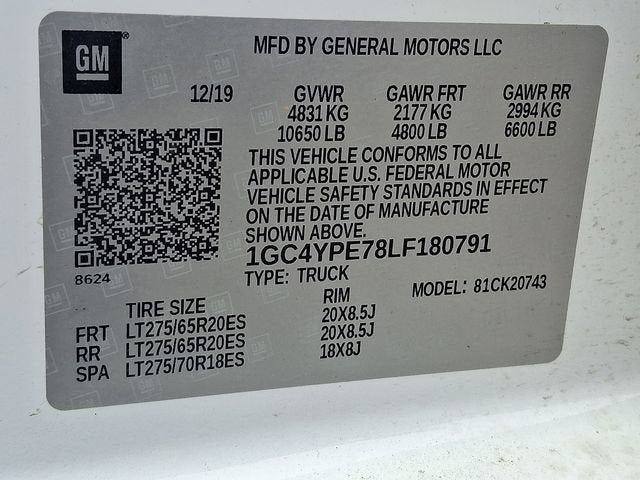 GM
MFD BY GENERAL MOTORS LLC
12/19 GVWR GAWR FRT GAWR RR
4831 KG 2177 KG 2994 KG
10650 LB 4800 LB 6600 LB
THIS VEHICLE CONFORMS TO ALL
APPLICABLE U.S. FEDERAL MOTOR
VEHICLE SAFETY STANDARDS IN EFFECT
ON THE DATE OF MANUFACTURE
SHOWN ABOVE.
1GC4YPE78LF180791
8624
TYPE: TRUCK MODEL: 81CK20743
TIRE SIZE RIM
FRT LT275/65R20ES 20X8.5J
RR LT275/65R20ES 20X8.5J
SPA LT275/70R18ES 18X8J